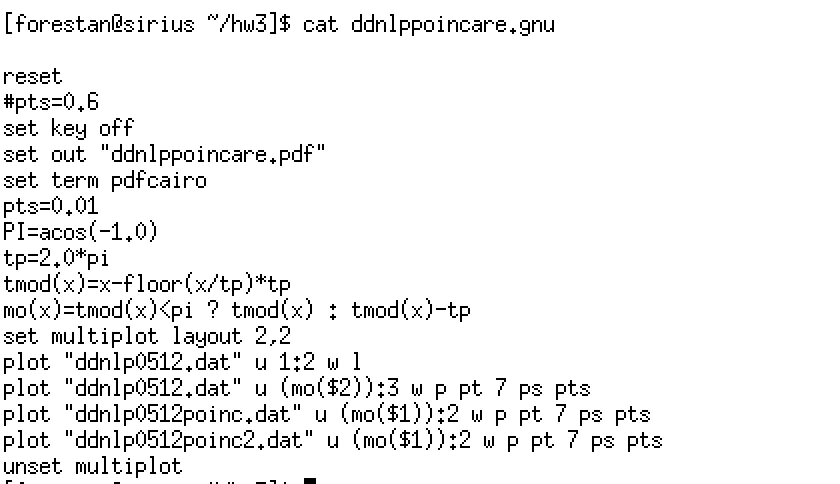 [forestan@sirius ~/hw3]$ cat ddnlppoincare.gnu
reset
#pts=0.6
set key off
set out "ddnlppoincare.pdf"
set term pdfcairo
pts=0.01
PI=acos(-1.0)
tp=2.0*pi
tmod(x)=x-floor(x/tp)*tp
mo(x)=tmod(x)<pi ? tmod(x) : tmod(x)-tp
set multiplot layout 2,2
plot "ddnlp0512.dat" u 1:2 w l
plot "ddnlp0512.dat" u (mo($2)):3 w p pt 7 ps pts
plot "ddnlp0512poinc.dat" u (mo($1)):2 w p pt 7 ps pts
plot "ddnlp0512poinc2.dat" u (mo($1)):2 w p pt 7 ps pts
unset multiplot